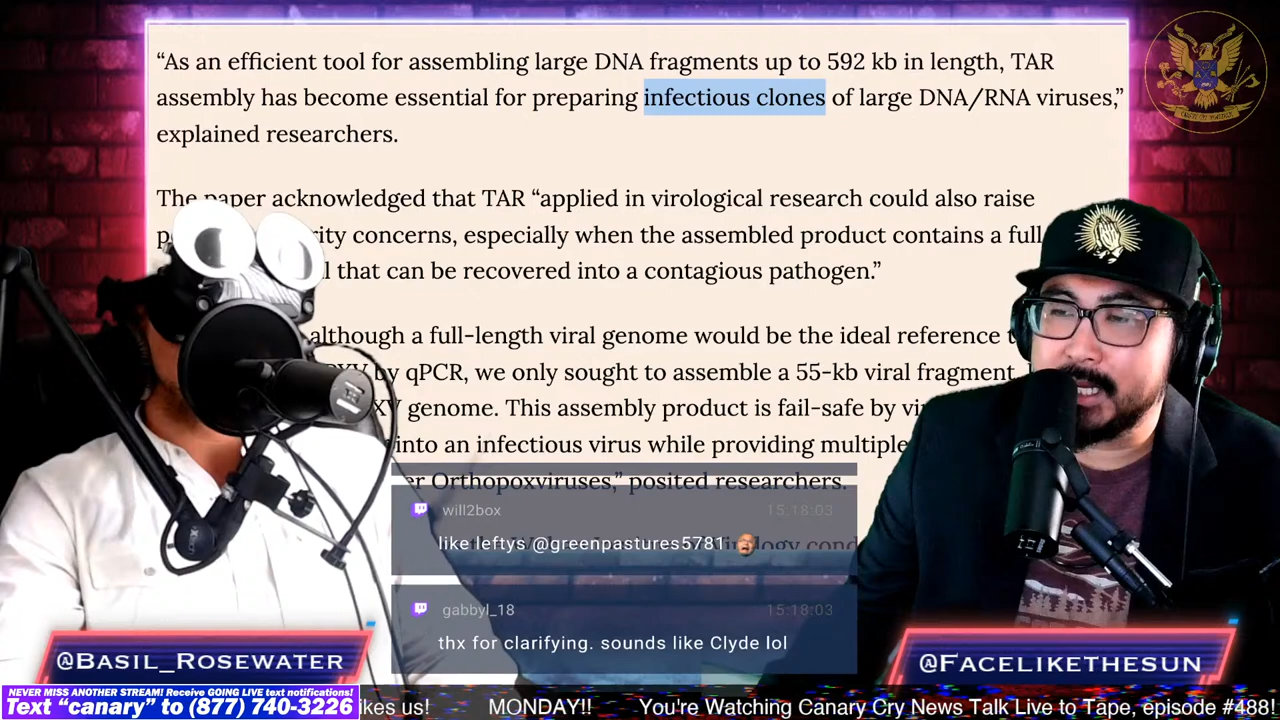 “As an efficient tool for assembling large DNA fragments up to 592 kb in length, TAR
assembly has become essential for preparing infectious clones of large DNA/RNA viruses,”
explained researchers.
The paper acknowledged that TAR “applied in virological research could also raise
concerns, especially when the assembled product contains a full
that can be recovered into a contagious pathogen.”
although a full-length viral genome would be the ideal reference
by qPCR, we only sought to assemble a 55-kb viral fragment
genome. This assembly product is fail-safe by
into an infectious virus while providing multiple
Orthopoxviruses,” posited researchers.
will2box 15:18:03
like leftys @greenpastures5781
gabbyl_18 15:18:03
thx for clarifying. sounds like Clyde lol
@BASIL_ROSEWATER
@FACELIKETHESUN
NEVER MISS ANOTHER STREAM! Receive GOING LIVE text notifications!
Text “canary” to (877) 740-3226
ikes us! MONDAY!! You're Watching Canary Cry News Talk Live to Tape, episode #488!